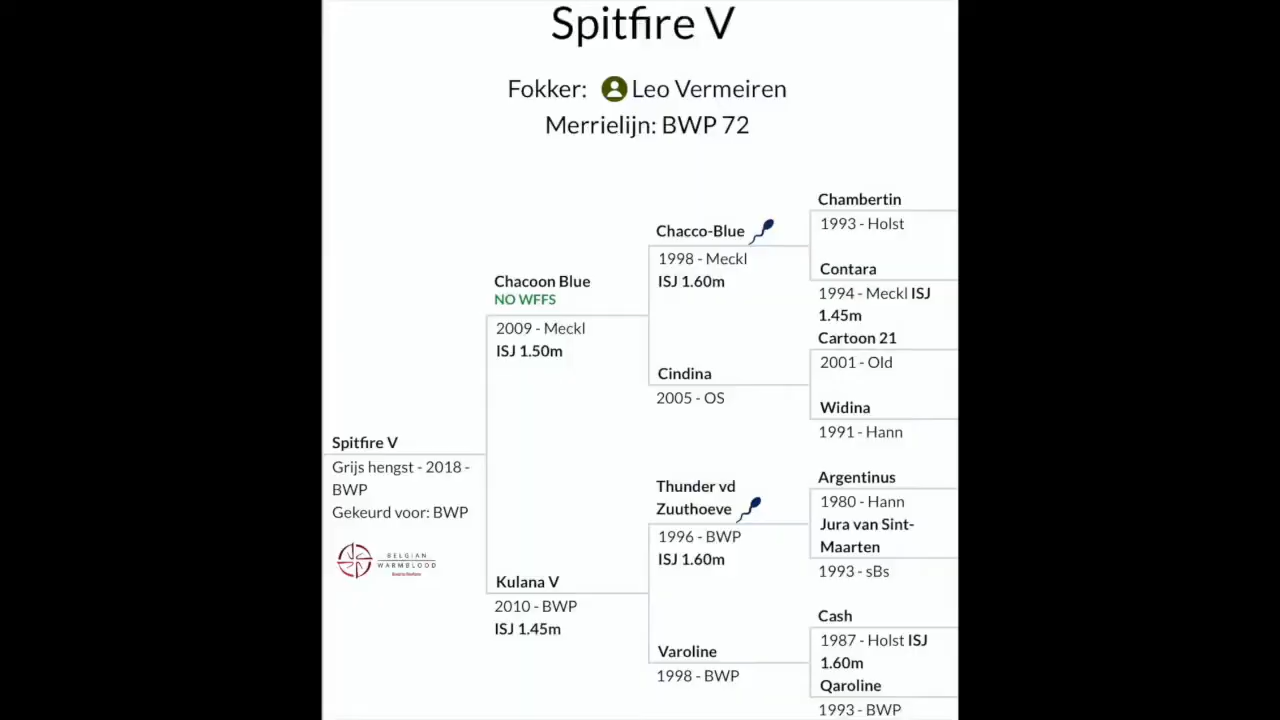 Spitfire V
Fokker: Leo Vermeiren
Merrielijn: BWP 72
Spitfire V
Grijs hengst - 2018 -
BWP
Gekeurd voor: BWP
BELGIAN
WARMBLOOD
Chacoon Blue
NO WFFS
2009 - Meckl
ISJ 1.50m
Kulana V
2010 - BWP
ISJ 1.45m
Chacco-Blue
1998 - Meckl
ISJ 1.60m
Cindina
2005 - OS
Thunder vd
Zuuthoeve
1996 - BWP
ISJ 1.60m
Varoline
1998 - BWP
Chambertin
1993 - Holst
Contara
1994 - Meckl ISJ
1.45m
Cartoon 21
2001 - Old
Widina
1991 - Hann
Argentinus
1980 - Hann
Jura van Sint-
Maarten
1993 - sBs
Cash
1987 - Holst ISJ
1.60m
Qaroline
1993 - BWP